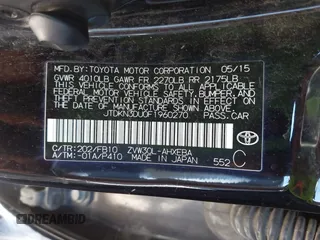 MFD.BY:TOYOTA MOTOR CORPORATION 05/15
GVWR 4010LB GAWR FR 2270LB RR 2175LB
THIS VEHICLE CONFORMS TO ALL APPLICABLE
FEDERAL MOTOR VEHICLE SAFETY, BUMPER, AND
THEFT PREVENTION STANDARDS IN EFFECT ON
THE DATE OF MANUFACTURE SHOWN ABOVE.
JTDKN3DU0F1960270 PASS.CAR
C/TR:202/FB10 ZVW30L-AHXEBA
A/TM:-01A/P410 MADE IN JAPAN 552 C
DREAMBID